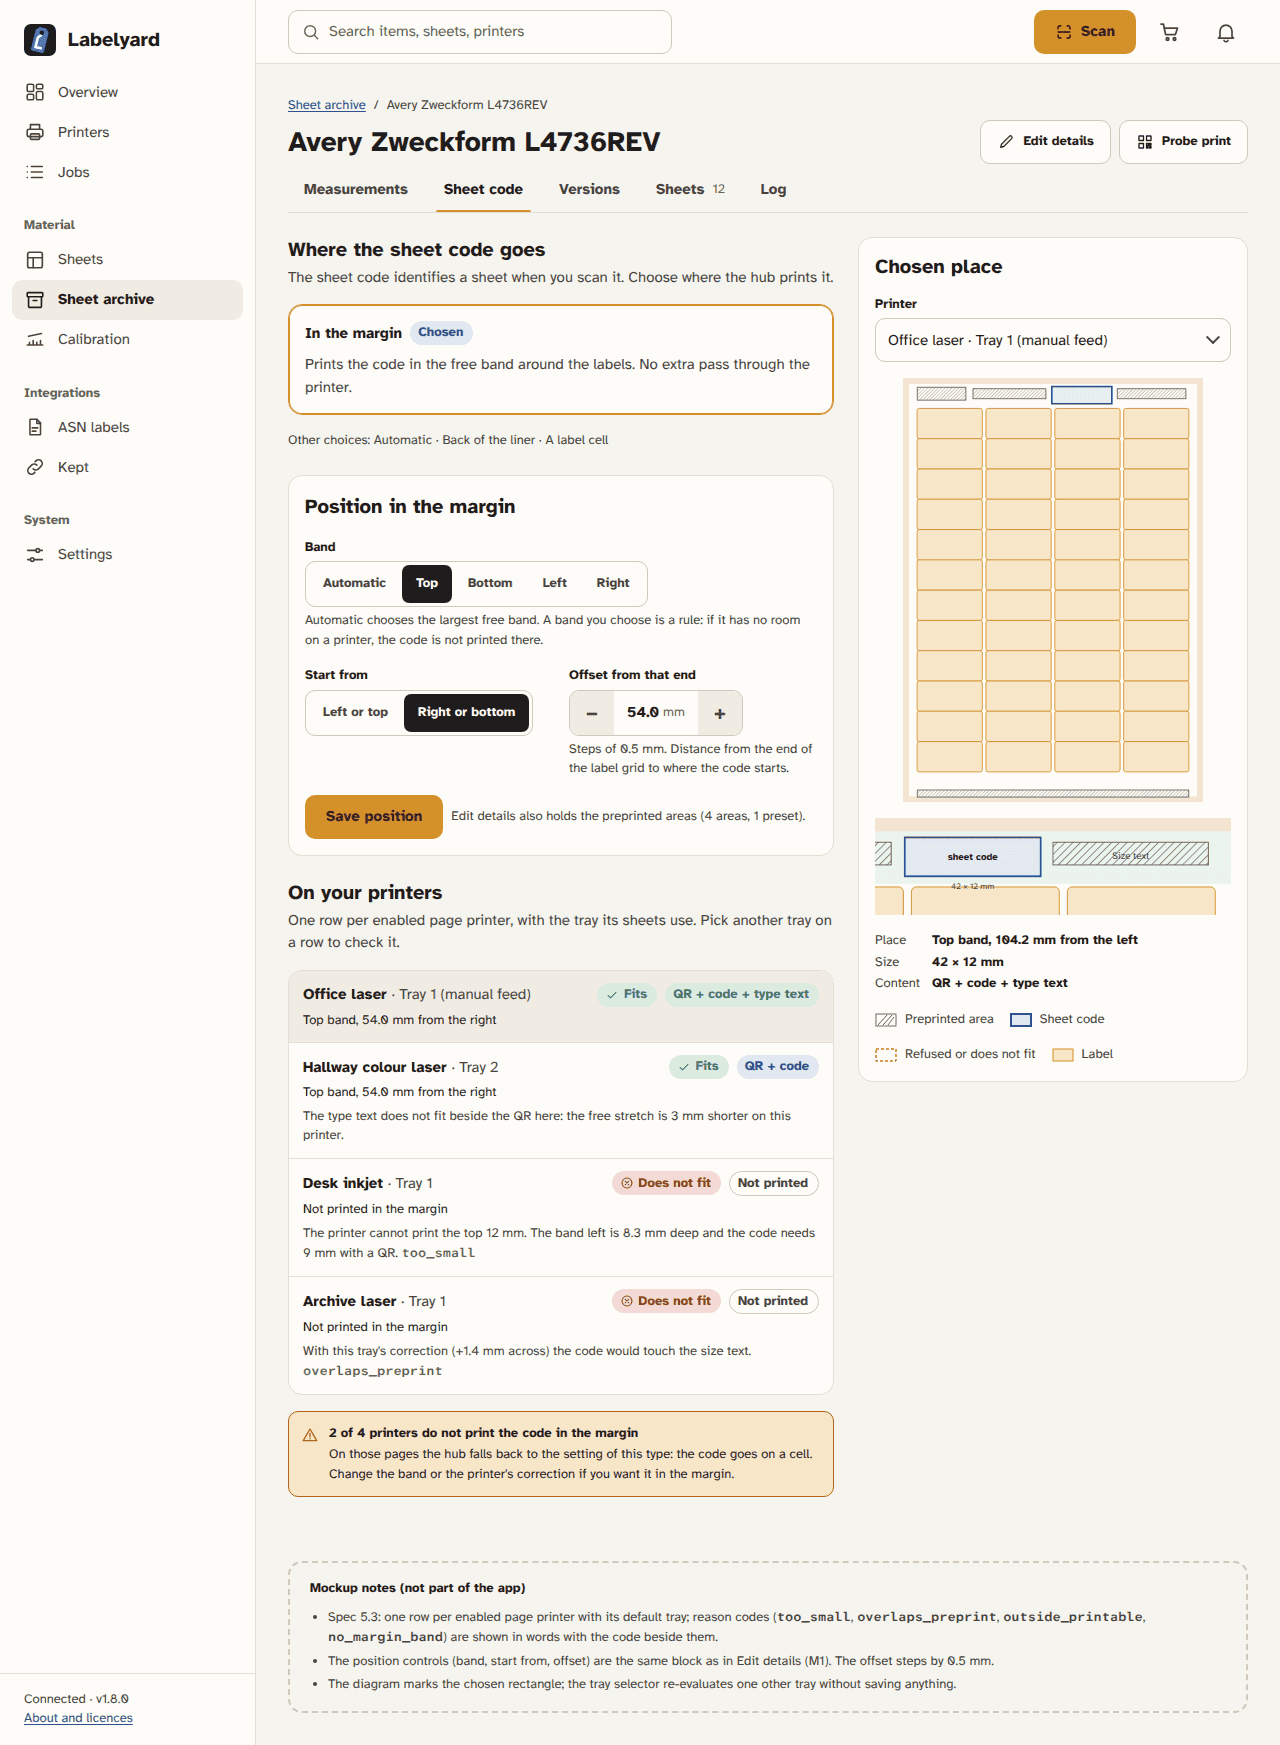 Labelyard
Search items, sheets, printers
Scan
Overview
Printers
Jobs
Material
Sheets
Sheet archive
Calibration
Integrations
ASN labels
Kept
System
Settings
Connected · v1.8.0
About and licences
Sheet archive / Avery Zweckform L4736REV
Avery Zweckform L4736REV
Edit details
Probe print
Measurements
Sheet code
Versions
Sheets 12
Log
Where the sheet code goes
The sheet code identifies a sheet when you scan it. Choose where the hub prints it.
In the margin Chosen
Prints the code in the free band around the labels. No extra pass through the
printer.
Other choices: Automatic · Back of the liner · A label cell
Position in the margin
Band
Automatic Top Bottom Left Right
Automatic chooses the largest free band. A band you choose is a rule: if it has no room
on a printer, the code is not printed there.
Start from
Left or top Right or bottom
Offset from that end
− 54.0 mm +
Steps of 0.5 mm. Distance from the end of
the label grid to where the code starts.
Save position
Edit details also holds the preprinted areas (4 areas, 1 preset).
On your printers
One row per enabled page printer, with the tray its sheets use. Pick another tray on
a row to check it.
Office laser · Tray 1 (manual feed) Fits QR + code + type text
Top band, 54.0 mm from the right
Hallway colour laser · Tray 2 Fits QR + code
Top band, 54.0 mm from the right
The type text does not fit beside the QR here: the free stretch is 3 mm shorter on this
printer.
Desk inkjet · Tray 1 Does not fit Not printed
Not printed in the margin
The printer cannot print the top 12 mm. The band left is 8.3 mm deep and the code needs
9 mm with a QR. too_small
Archive laser · Tray 1 Does not fit Not printed
Not printed in the margin
With this tray's correction (+1.4 mm across) the code would touch the size text.
overlaps_preprint
2 of 4 printers do not print the code in the margin
On those pages the hub falls back to the setting of this type: the code goes on a cell.
Change the band or the printer's correction if you want it in the margin.
Chosen place
Printer
Office laser · Tray 1 (manual feed)
sheet code
Size text
42 × 12 mm
Place Top band, 104.2 mm from the left
Size 42 × 12 mm
Content QR + code + type text
Preprinted area
Sheet code
Refused or does not fit
Label
Mockup notes (not part of the app)
• Spec 5.3: one row per enabled page printer with its default tray; reason codes (too_small, overlaps_preprint, outside_printable,
no_margin_band) are shown in words with the code beside them.
• The position controls (band, start from, offset) are the same block as in Edit details (M1). The offset steps by 0.5 mm.
• The diagram marks the chosen rectangle; the tray selector re-evaluates one other tray without saving anything.